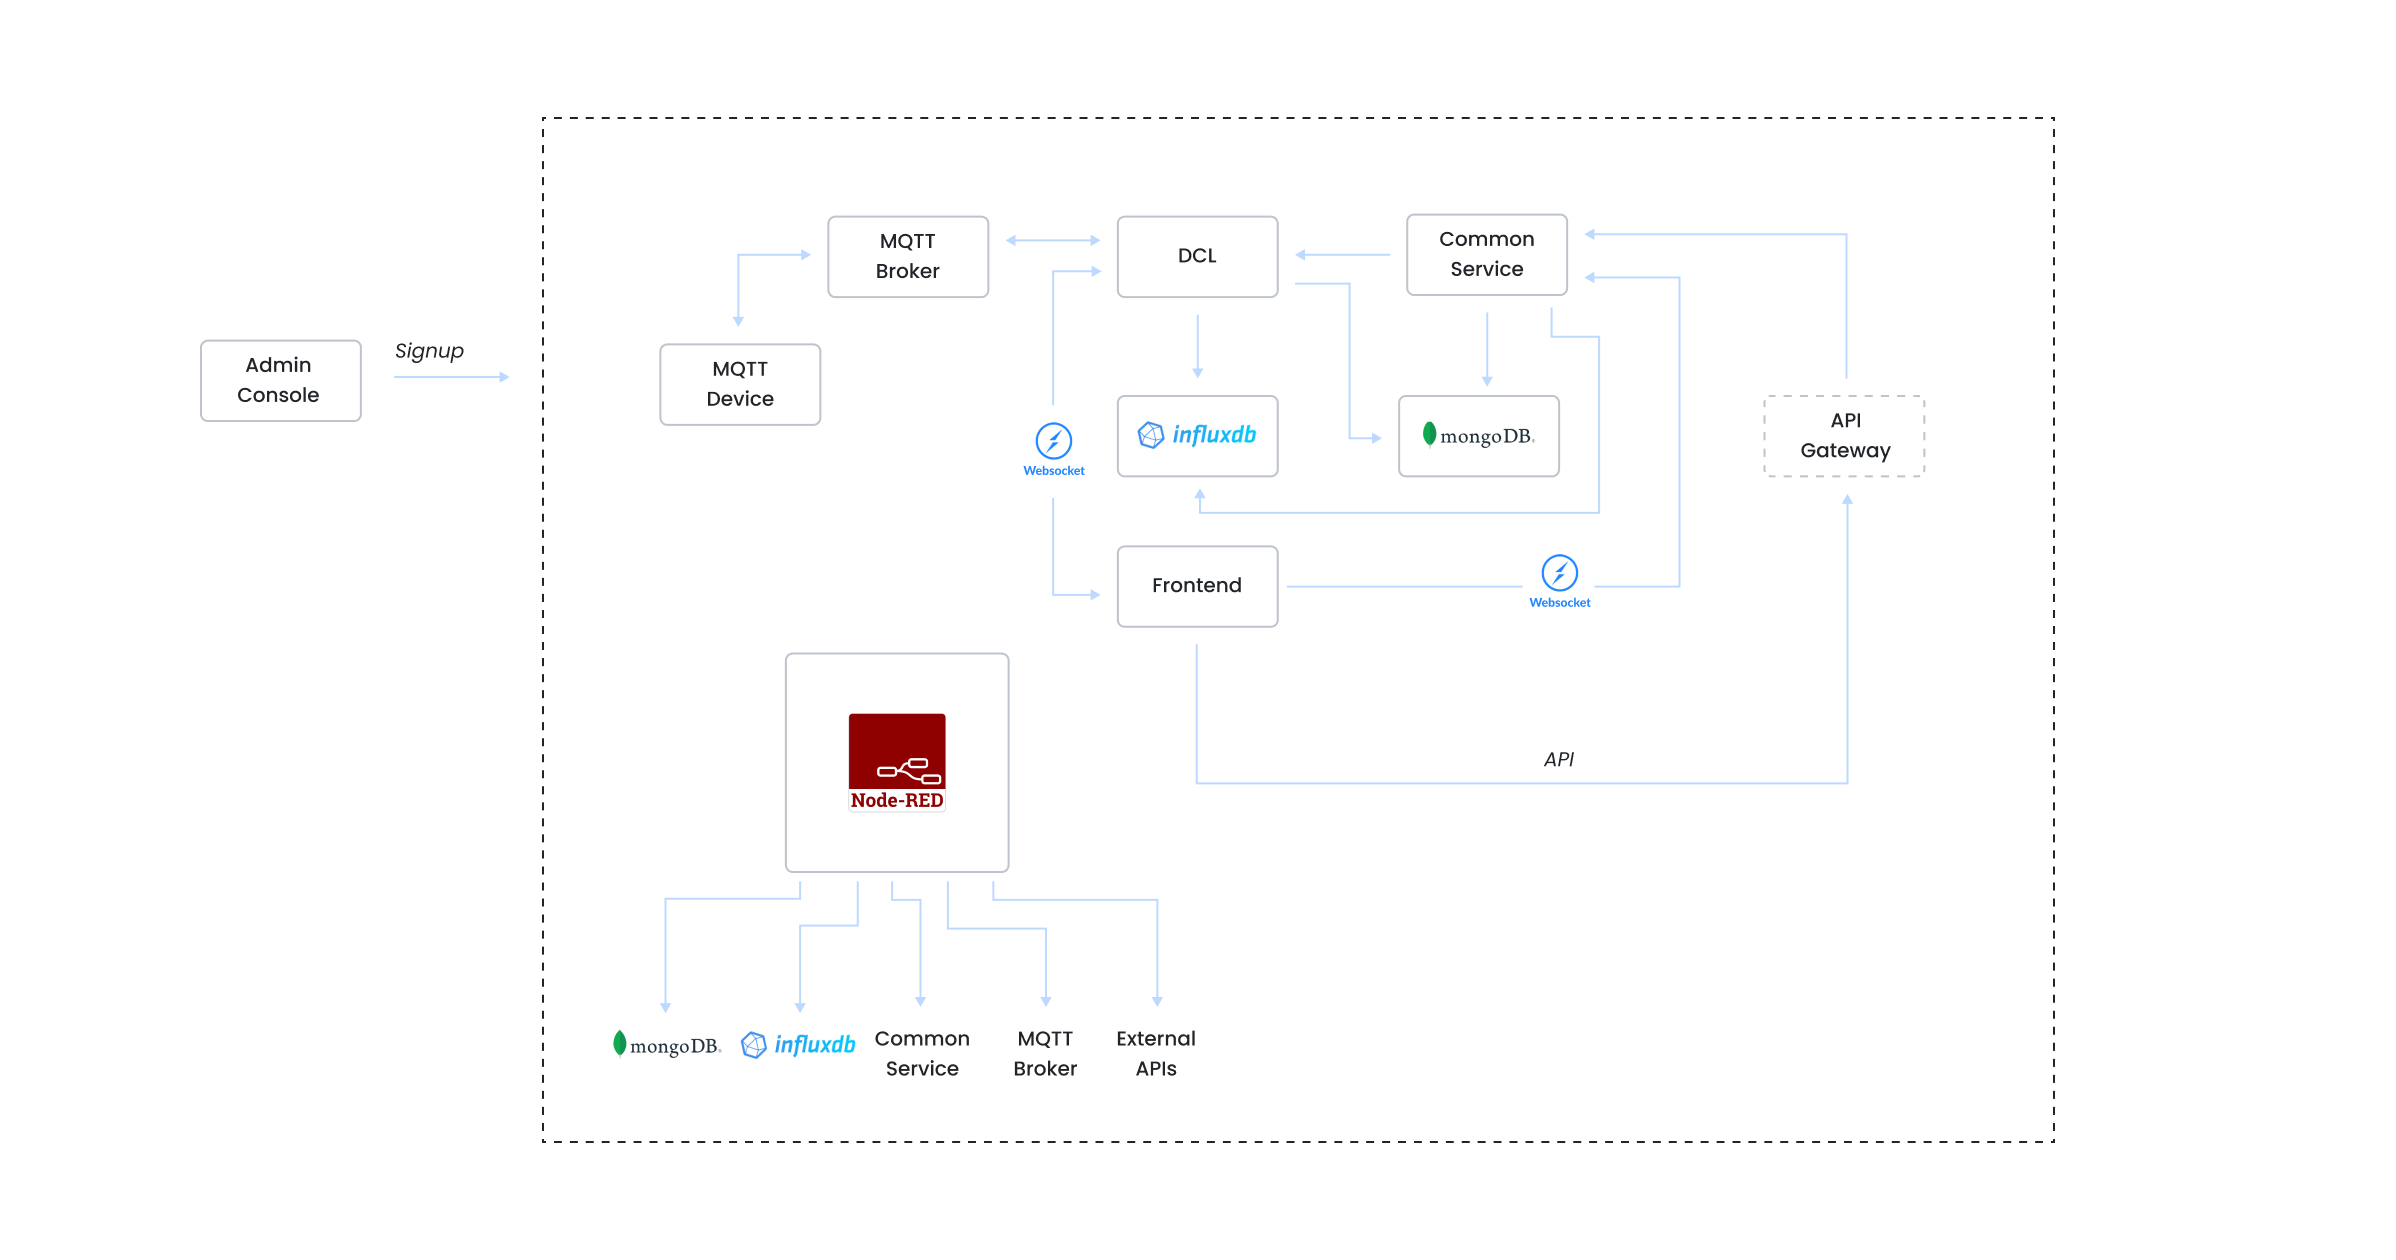 Admin
Console
Signup
MQTT
Broker
MQTT
Device
DCL
Common
Service
Websocket
influxdb
mongoDB
API
Gateway
Frontend
Websocket
API
Node-RED
mongoDB
influxdb
Common
Service
MQTT
Broker
External
APIs